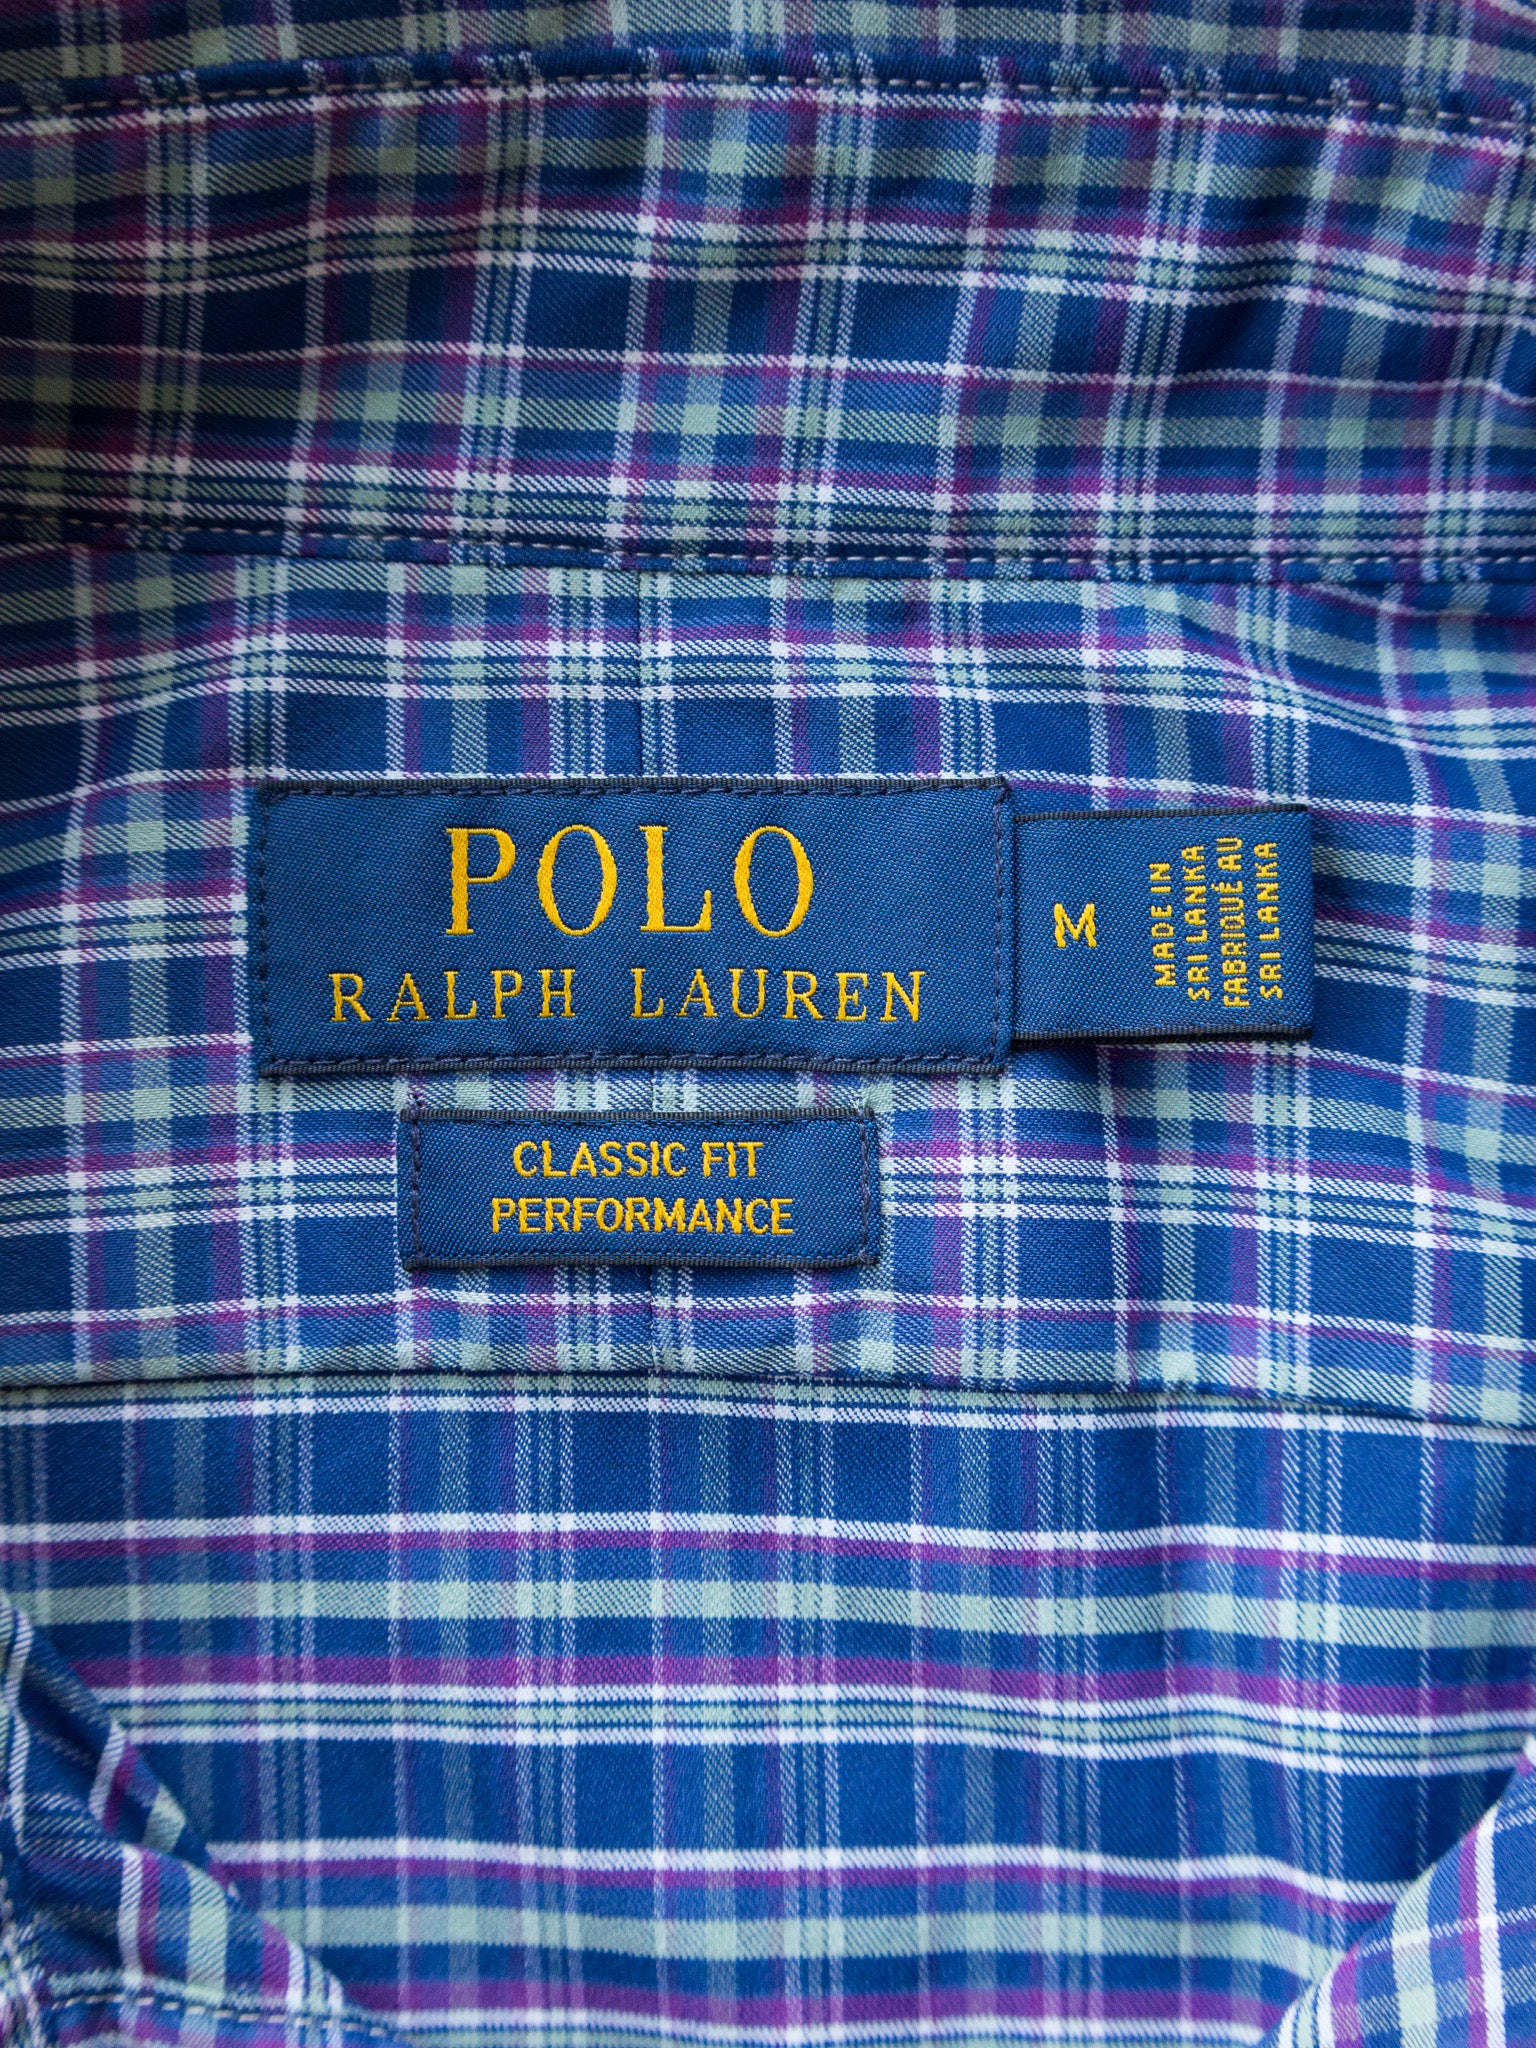 POLO
RALPH LAUREN
M
MADE IN
SRI LANKA
FABRIQUÉ AU
SRI LANKA
CLASSIC FIT
PERFORMANCE